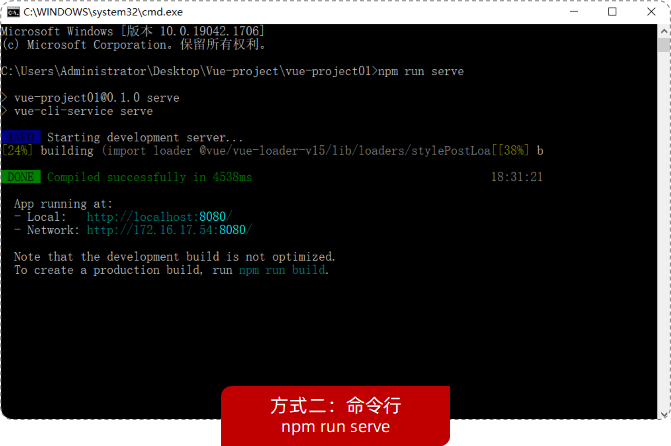 C:\WINDOWS\system32\cmd.exe
Microsoft Windows [版本 10.0.19042.1706]
(c) Microsoft Corporation。保留所有权利。
C:\Users\Administrator\Desktop\Vue-project\vue-project01>npm run serve
> vue-project01@0.1.0 serve
> vue-cli-service serve
INFO Starting development server...
[24%] building (import loader @vue/vue-loader-v15/lib/loaders/stylePostLoa[[38%] b
DONE Compiled successfully in 4538ms 18:31:21
App running at:
- Local: http://localhost:8080/
- Network: http://172.16.17.54:8080/
Note that the development build is not optimized.
To create a production build, run npm run build.
方式二：命令行
npm run serve